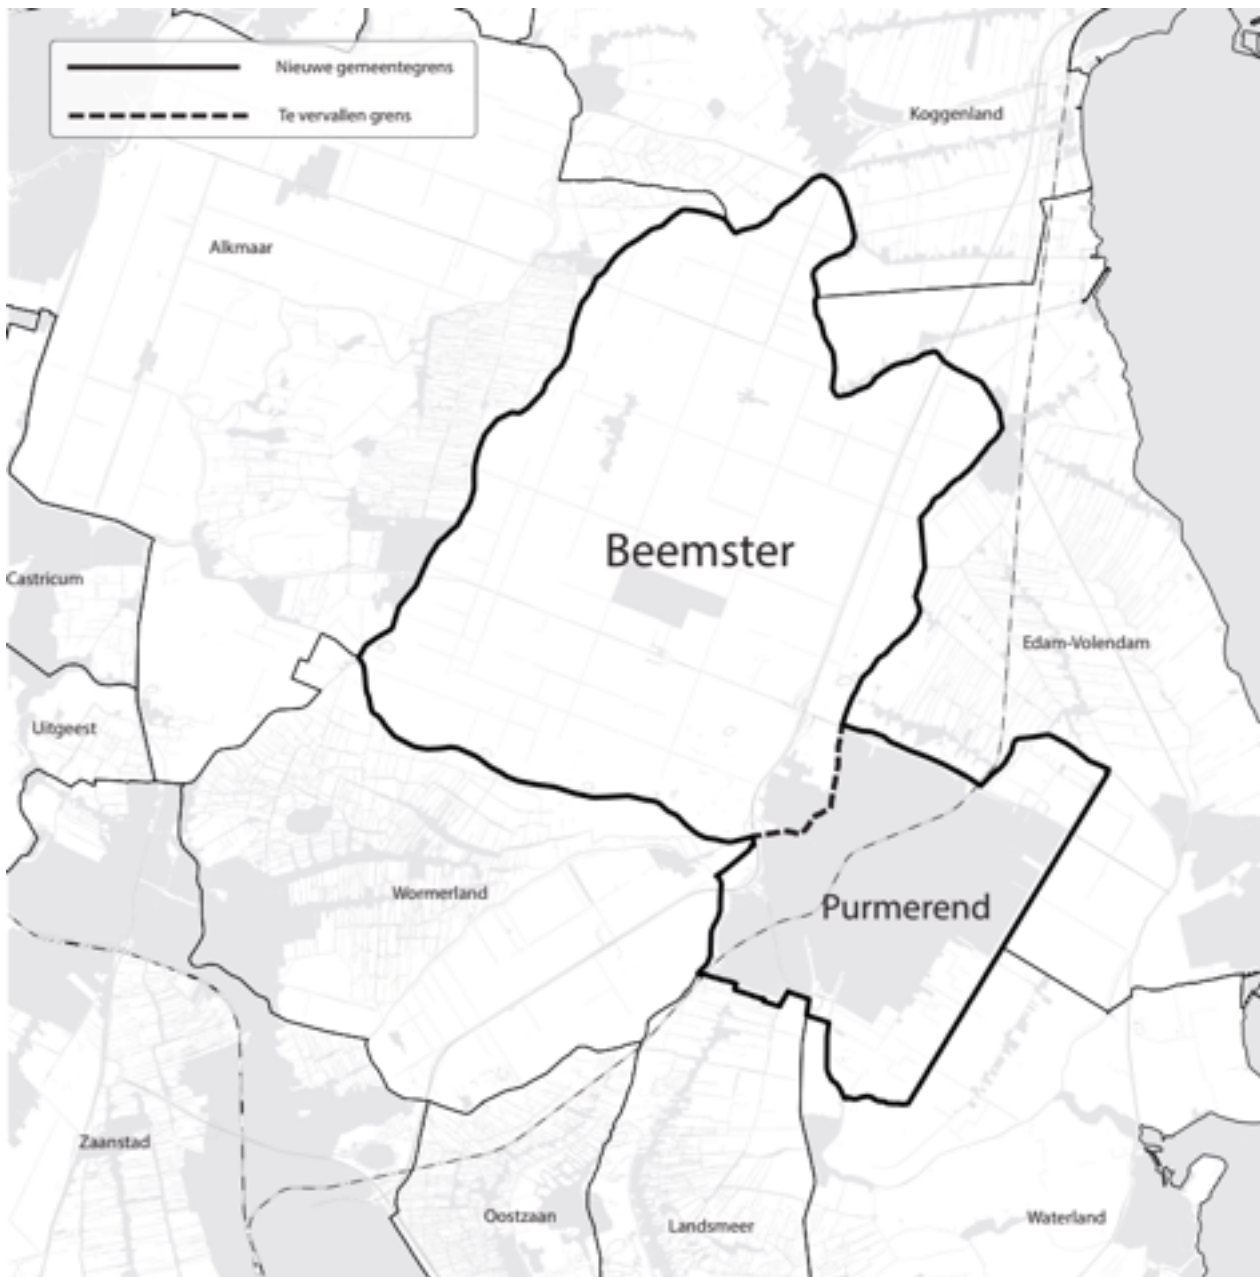 Nieuwe gemeentegrens
Te vervallen grens
Koggenland
Alkmaar
Beemster
Castricum
Edam-Volendam
Uitgeest
Wormerland
Purmerend
Zaanstad
Oostzaan
Landsmeer
Waterland